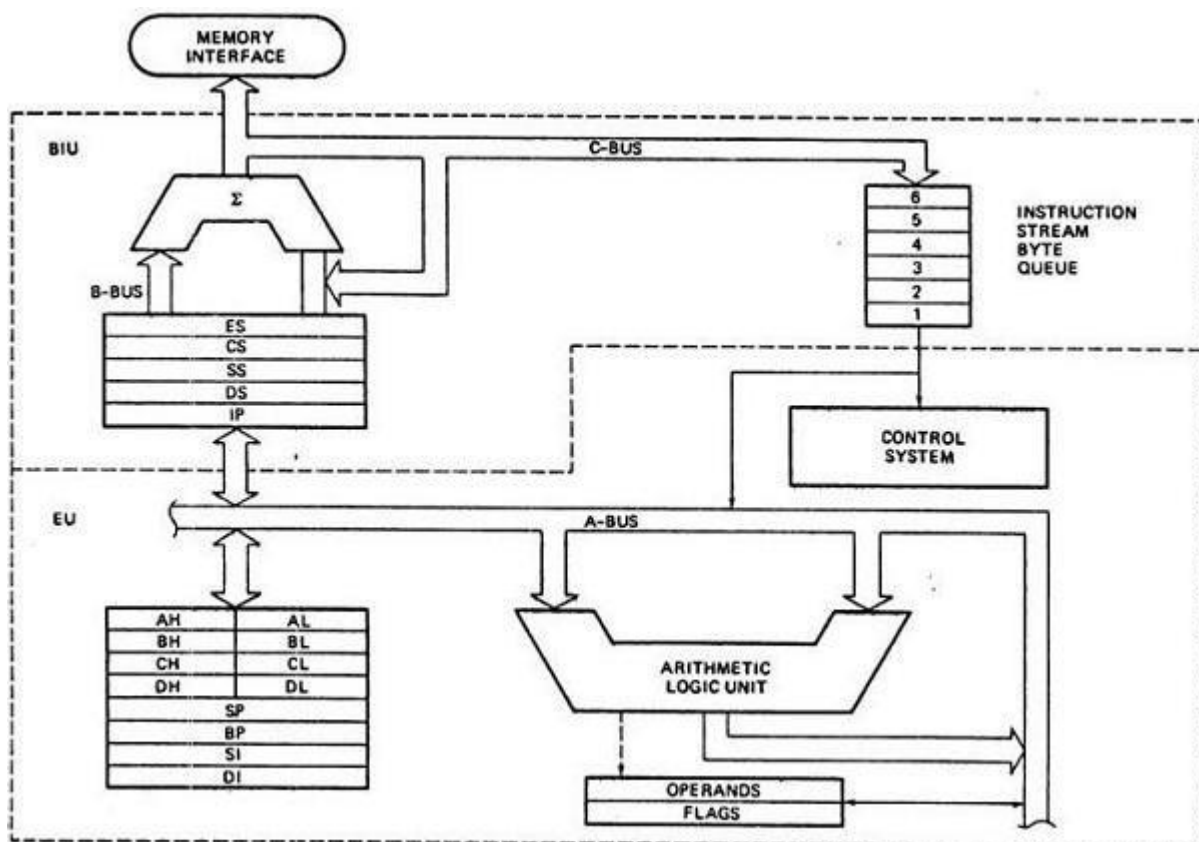 MEMORY
INTERFACE
BIU
C-BUS
Σ
6
5
4
3
2
1
INSTRUCTION
STREAM
BYTE
QUEUE
B-BUS
ES
CS
SS
DS
IP
CONTROL
SYSTEM
EU
A-BUS
AH AL
BH BL
CH CL
DH DL
SP
BP
SI
DI
ARITHMETIC
LOGIC UNIT
OPERANDS
FLAGS